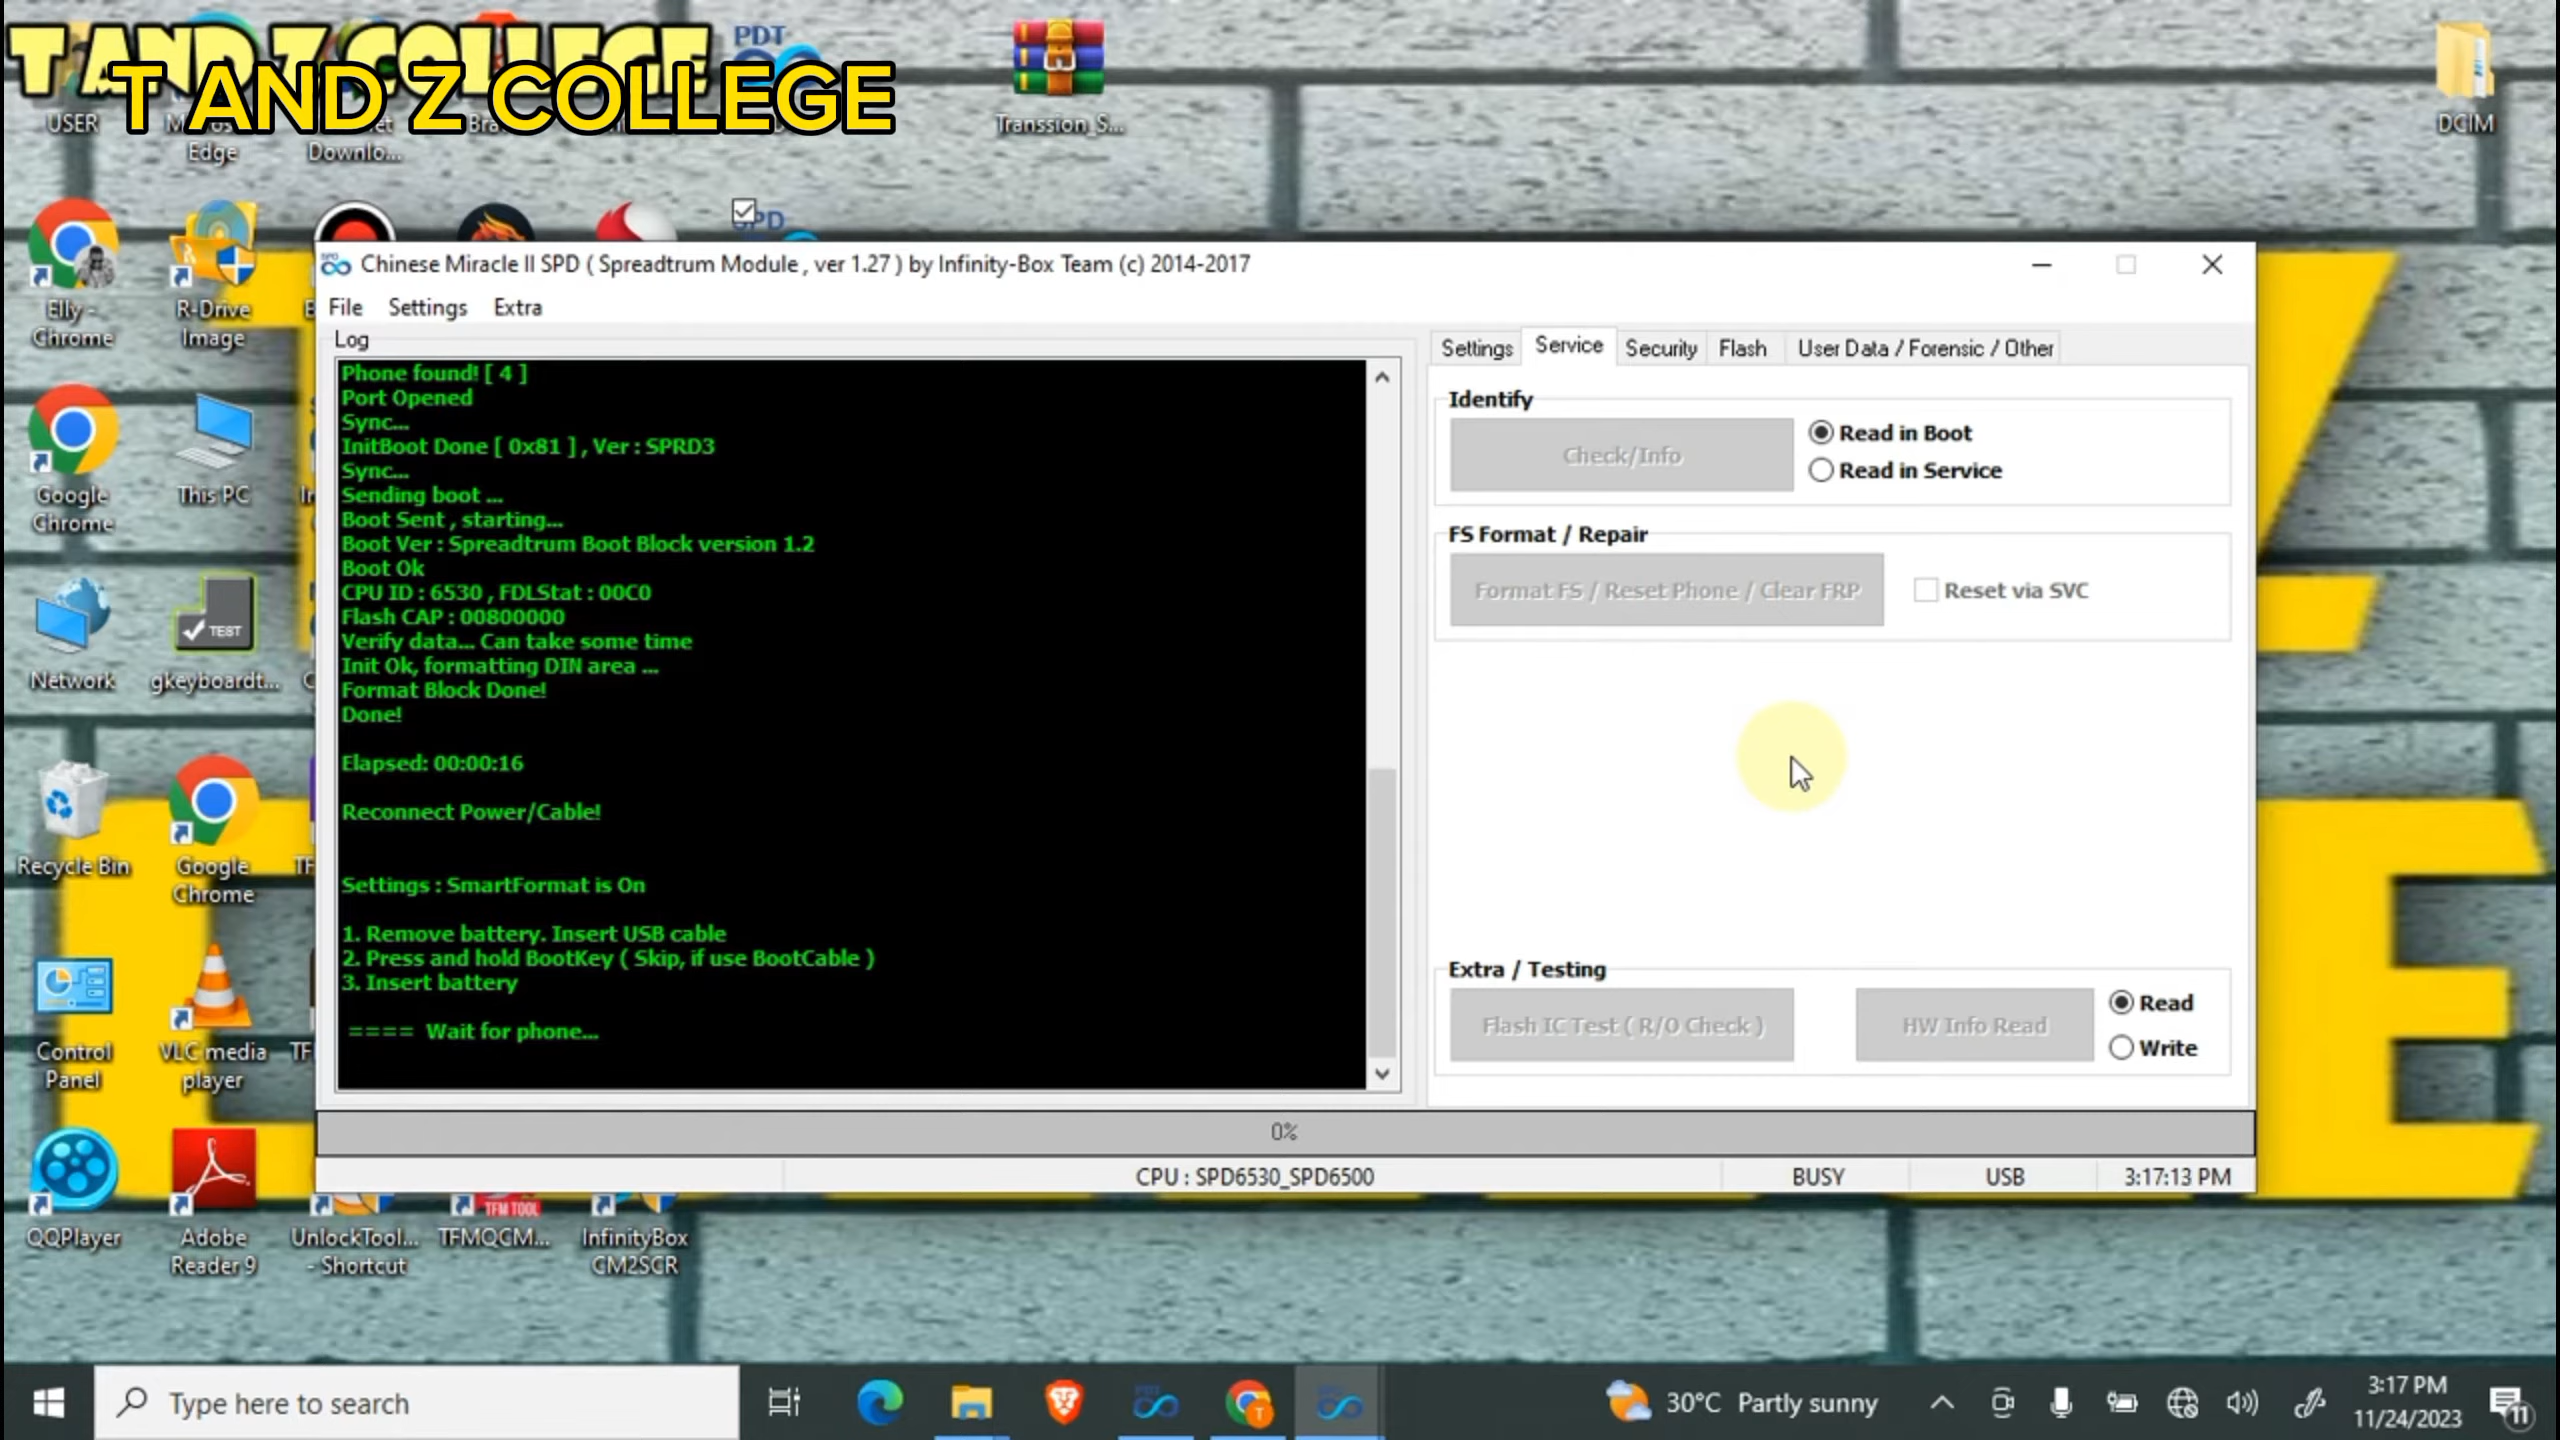 T AND Z COLLEGE
T AND Z COLLEGE
PDT
USER
Edge
Downlo...
Transsion_S...
DCIM
SPD
Elly -
Chrome
R-Drive
Image
Google
Chrome
This PC
Network
TEST
gkeyboardt...
Recycle Bin
Google
Chrome
Control
Panel
VLC media
player
QQPlayer
Adobe
Reader 9
UnlockTool...
- Shortcut
TFM TOOL
TFMQCM...
InfinityBox
CM2SCR
Chinese Miracle II SPD ( Spreadtrum Module , ver 1.27 ) by Infinity-Box Team (c) 2014-2017
File Settings Extra
Log
Phone found! [ 4 ]
Port Opened
Sync...
InitBoot Done [ 0x81 ] , Ver : SPRD3
Sync...
Sending boot ...
Boot Sent , starting...
Boot Ver : Spreadtrum Boot Block version 1.2
Boot Ok
CPU ID : 6530 , FDLStat : 00C0
Flash CAP : 00800000
Verify data... Can take some time
Init Ok, formatting DIN area ...
Format Block Done!
Done!
Elapsed: 00:00:16
Reconnect Power/Cable!
Settings : SmartFormat is On
1. Remove battery. Insert USB cable
2. Press and hold BootKey ( Skip, if use BootCable )
3. Insert battery
==== Wait for phone...
Settings Service Security Flash User Data / Forensic / Other
Identify
Check/Info
Read in Boot
Read in Service
FS Format / Repair
Format FS / Reset Phone / Clear FRP
Reset via SVC
Extra / Testing
Flash IC Test ( R/O Check )
HW Info Read
Read
Write
0%
CPU : SPD6530_SPD6500 BUSY USB 3:17:13 PM
Type here to search
PDT
T
30°C Partly sunny
3:17 PM
11/24/2023
11